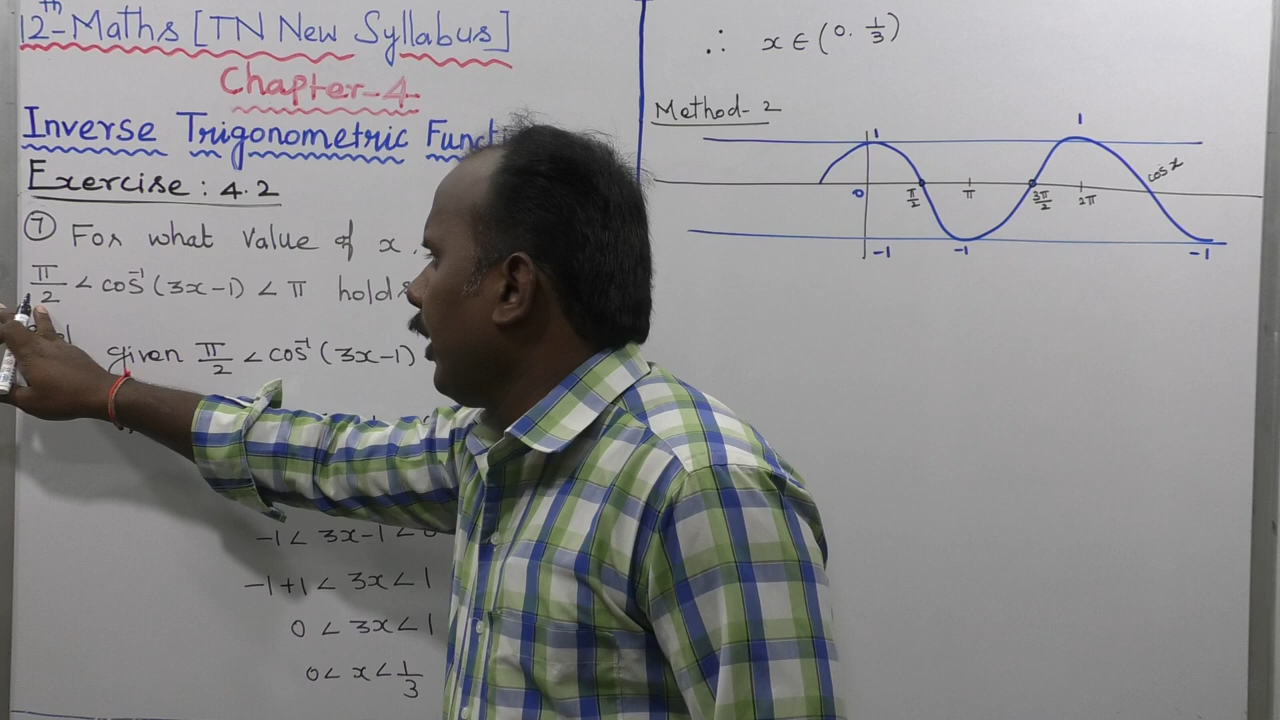 12th-Maths [TN New Syllabus]
Chapter-4
Inverse Trigonometric
Exercise : 4.2
⑦ For what value of x
π/2 < cos⁻¹(3x-1) < π holds
given π/2 < cos⁻¹(3x-1)
-1 < 3x-1 < 0
-1+1 < 3x < 1
0 < 3x < 1
0 < x < 1/3
∴ x ∈ (0. 1/3)
Method-2
1 1
cos x
0 π/2 π 3π/2 2π
-1 -1 -1